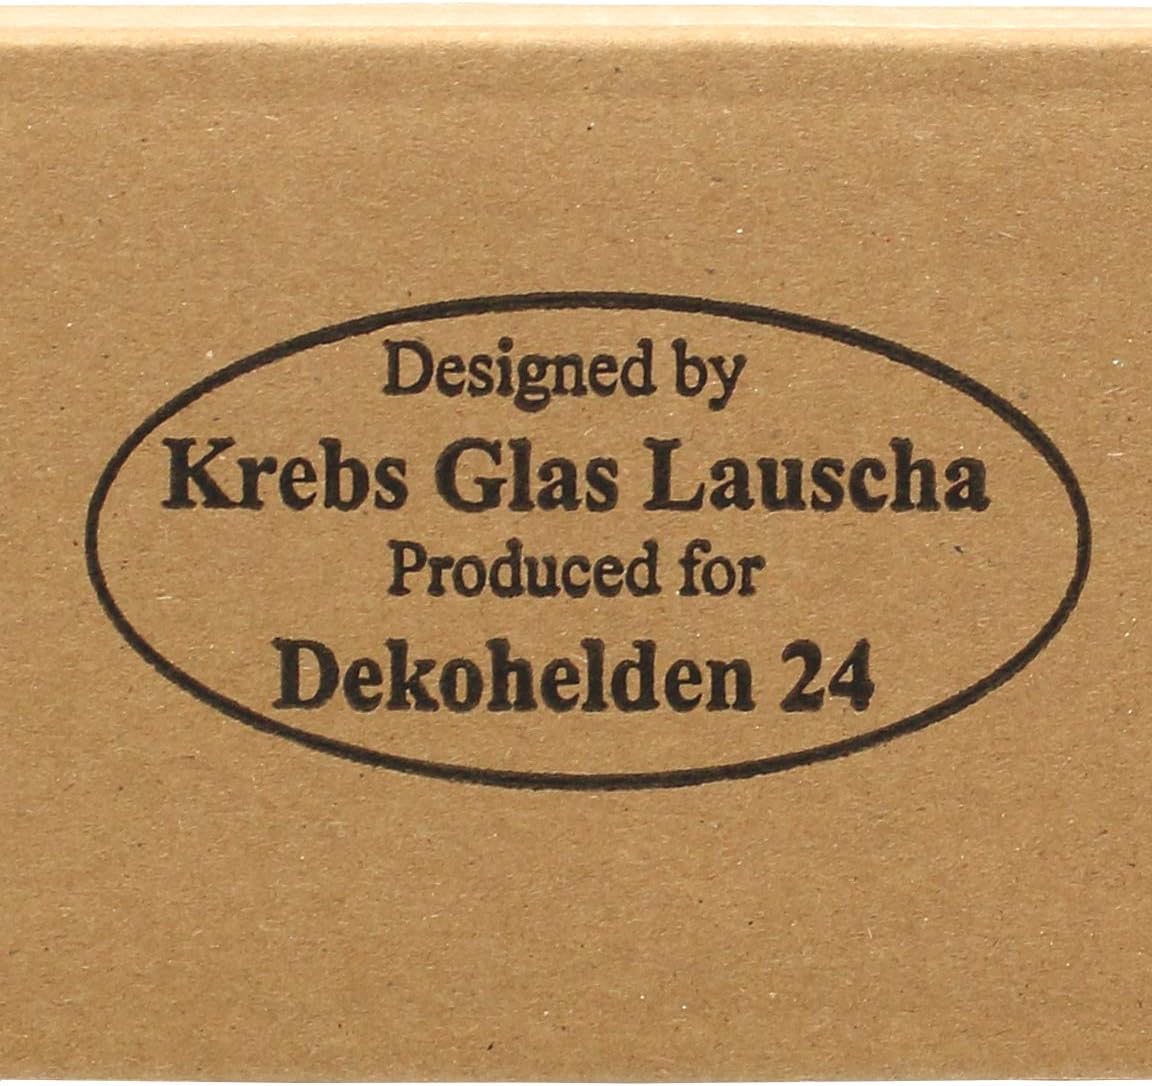 Designed by
Krebs Glas Lauscha
Produced for
Dekohelden 24